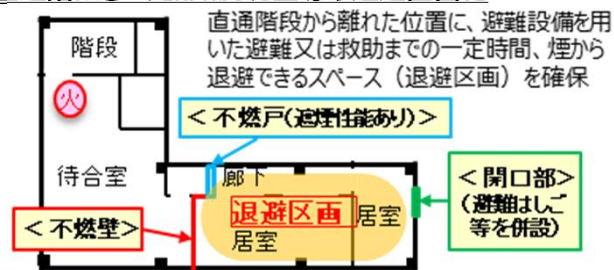 直通階段から離れた位置に、避難設備を用
いた避難又は救助までの一定時間、煙から
退避できるスペース（退避区画）を確保
階段
火
＜不燃戸(遮煙性能あり)＞
待合室
廊下
＜開口部＞
(避難はしご
等を併設)
＜不燃壁＞
退避区画
居室
居室